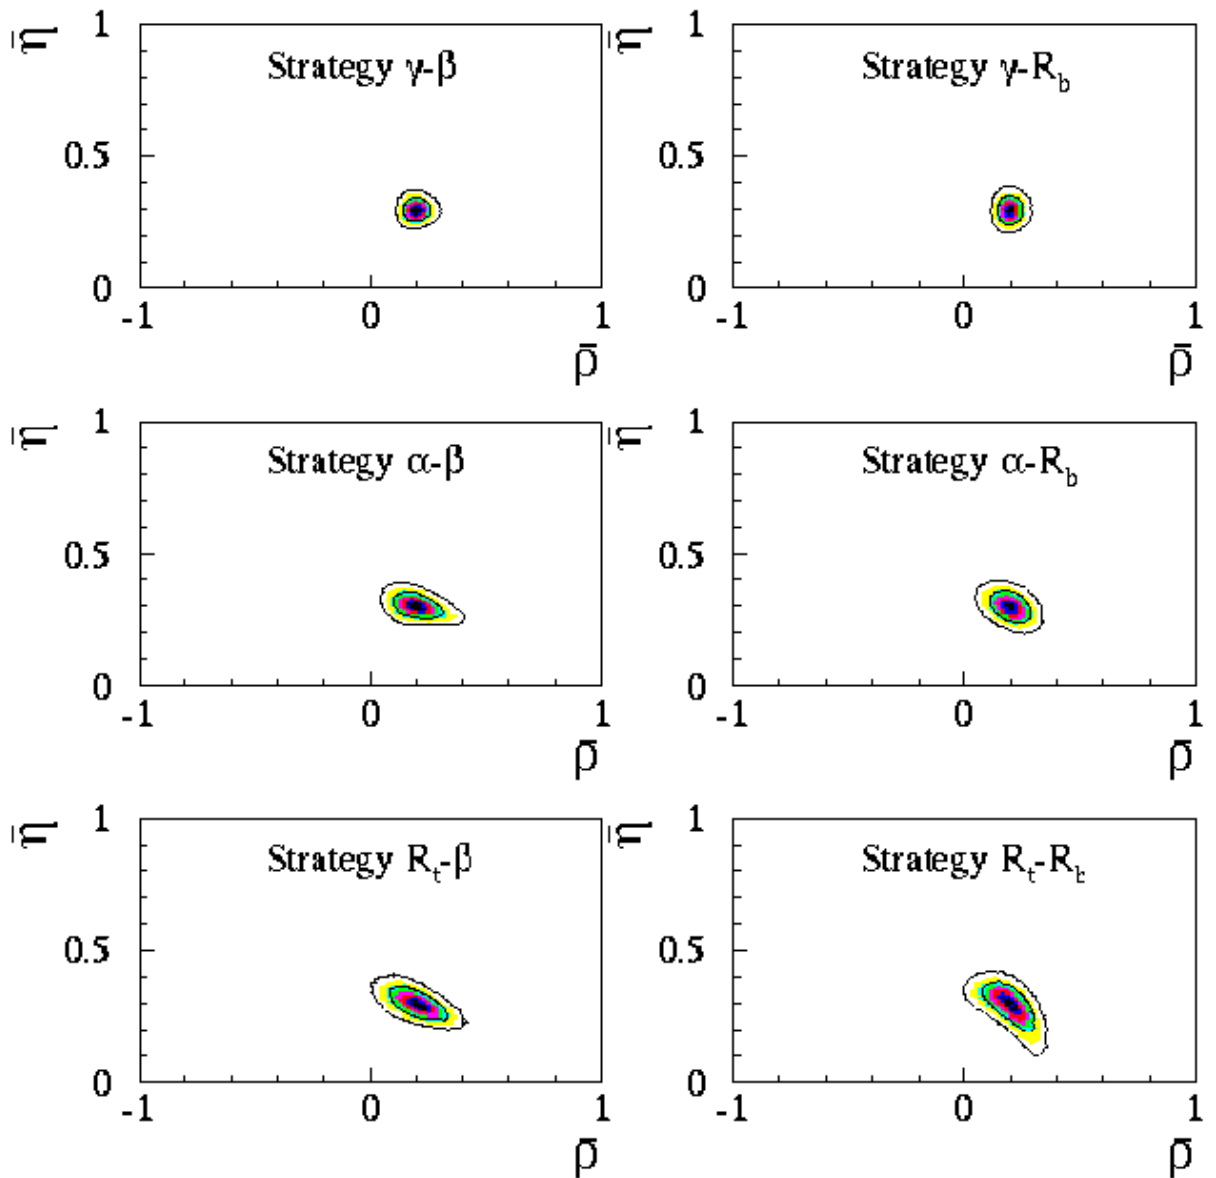 η̄ 1 Strategy γ-β 0.5 0 -1 0 1 ρ̄
η̄ 1 Strategy γ-R_b 0.5 0 -1 0 1 ρ̄
η̄ 1 Strategy α-β 0.5 0 -1 0 1 ρ̄
η̄ 1 Strategy α-R_b 0.5 0 -1 0 1 ρ̄
η̄ 1 Strategy R_t-β 0.5 0 -1 0 1 ρ̄
η̄ 1 Strategy R_t-R_b 0.5 0 -1 0 1 ρ̄